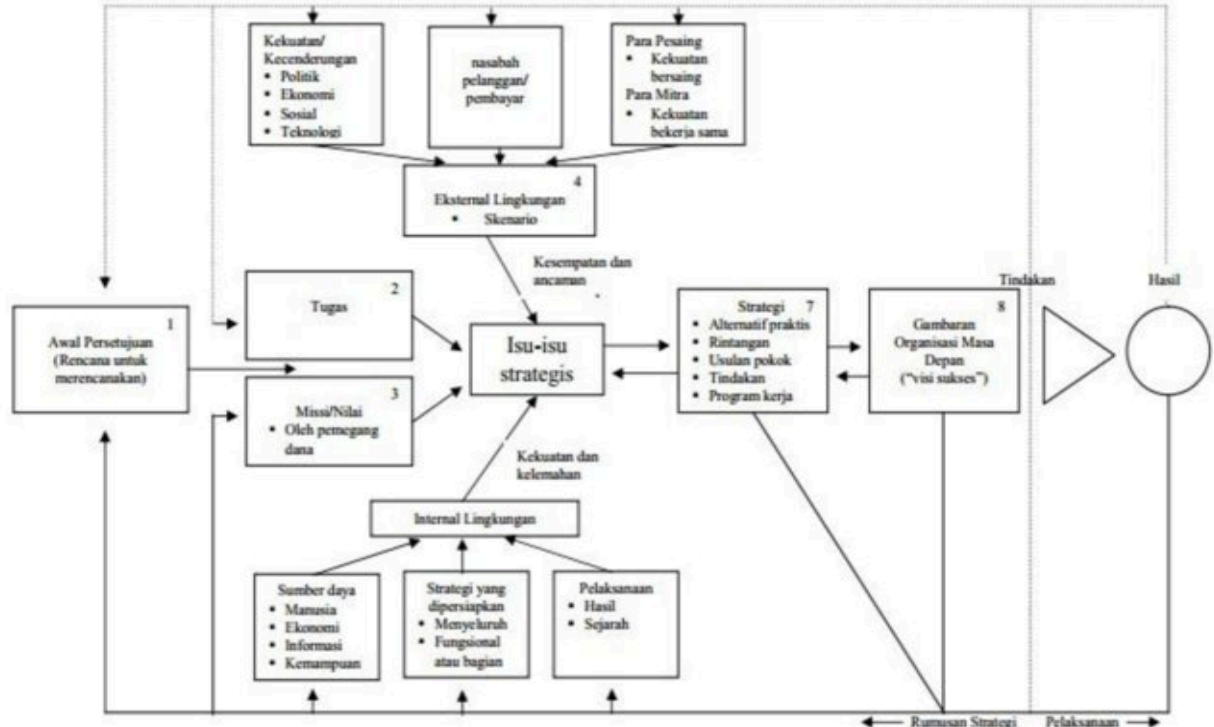 Kekuatan/
Kecenderungan
• Politik
• Ekonomi
• Sosial
• Teknologi
nasabah
pelanggan/
pembayar
Para Pesaing
• Kekuatan
bersaing
Para Mitra
• Kekuatan
bekerja sama
4
Eksternal Lingkungan
• Skenario
Kesempatan dan
ancaman
1
Awal Persetujuan
(Rencana untuk
merencanakan)
2
Tugas
3
Missi/Nilai
• Oleh pemegang
dana
Isu-isu
strategis
Strategi 7
• Alternatif praktis
• Rintangan
• Usulan pokok
• Tindakan
• Program kerja
8
Gambaran
Organisasi Masa
Depan
("visi sukses")
Tindakan
Hasil
Kekuatan dan
kelemahan
Internal Lingkungan
Sumber daya
• Manusia
• Ekonomi
• Informasi
• Kemampuan
Strategi yang
dipersiapkan
• Menyeluruh
• Fungsional
atau bagian
Pelaksanaan
• Hasil
• Sejarah
Rumusan Strategi
Pelaksanaan